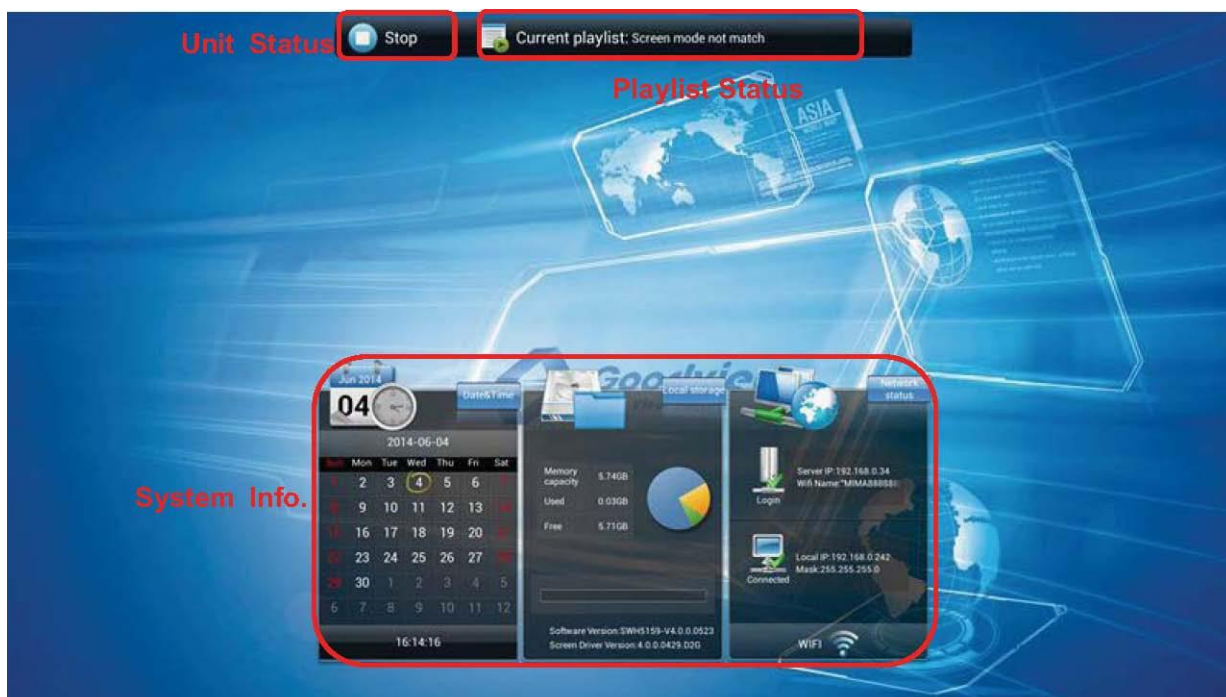 Unit Status
Stop
Current playlist: Screen mode not match
Playlist Status
ASIA
Goodview
System Info.
Jun 2014
04
Date&Time
2014-06-04
Sun Mon Tue Wed Thu Fri Sat
1 2 3 4 5 6 7
8 9 10 11 12 13 14
15 16 17 18 19 20 21
22 23 24 25 26 27 28
29 30 1 2 3 4 5
6 7 8 9 10 11 12
16:14:16
Local storage
Memory
capacity 5.74GB
Used 0.03GB
Free 5.71GB
Software Version:SWH5159-V4.0.0.0523
Screen Driver Version:4.0.0.0429.D2G
Network
status
Login
Server IP:192.168.0.34
Wifi Name:"MIMA88888
Connected
Local IP:192.168.0.242
Mask:255.255.255.0
WIFI